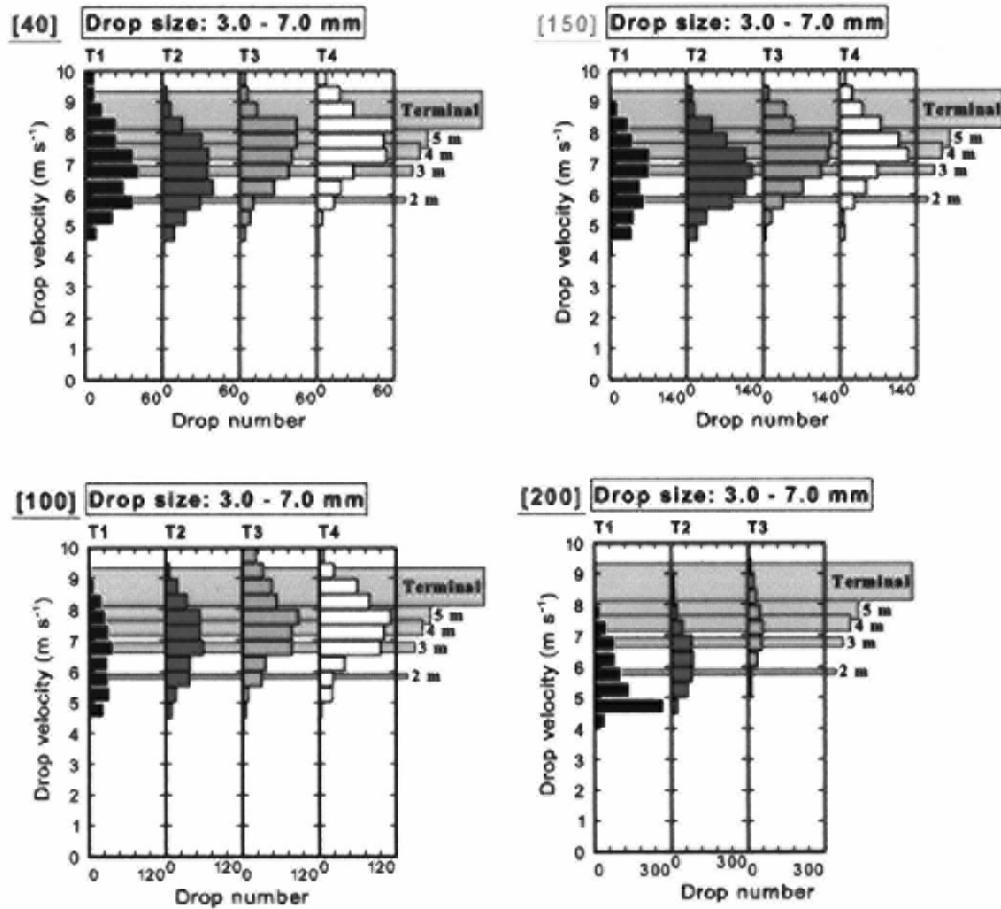 [40] Drop size: 3.0 - 7.0 mm
T1 T2 T3 T4
10
9
8
7
6
5
4
3
2
1
0
Drop velocity (m s⁻¹)
Terminal
5 m
4 m
3 m
2 m
0 60 0 60 0 60 0 60
Drop number
[150] Drop size: 3.0 - 7.0 mm
T1 T2 T3 T4
10
9
8
7
6
5
4
3
2
1
0
Drop velocity (m s⁻¹)
Terminal
5 m
4 m
3 m
2 m
0 140 0 140 0 140 0 140
Drop number
[100] Drop size: 3.0 - 7.0 mm
T1 T2 T3 T4
10
9
8
7
6
5
4
3
2
1
0
Drop velocity (m s⁻¹)
Terminal
5 m
4 m
3 m
2 m
0 120 0 120 0 120 0 120
Drop number
[200] Drop size: 3.0 - 7.0 mm
T1 T2 T3
10
9
8
7
6
5
4
3
2
1
0
Drop velocity (m s⁻¹)
Terminal
5 m
4 m
3 m
2 m
0 300 0 300 0 300
Drop number